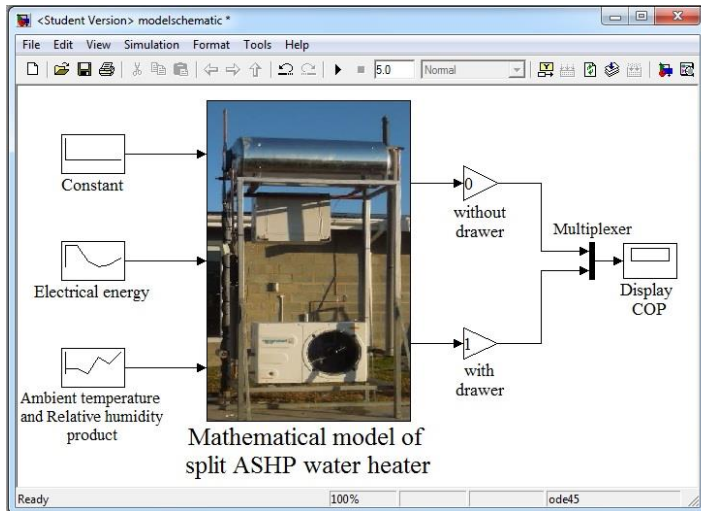 <Student Version> modelschematic *
File Edit View Simulation Format Tools Help
5.0 Normal
Constant
Electrical energy
Ambient temperature
and Relative humidity
product
Mathematical model of
split ASHP water heater
0
without
drawer
1
with
drawer
Multiplexer
Display
COP
Ready 100% ode45